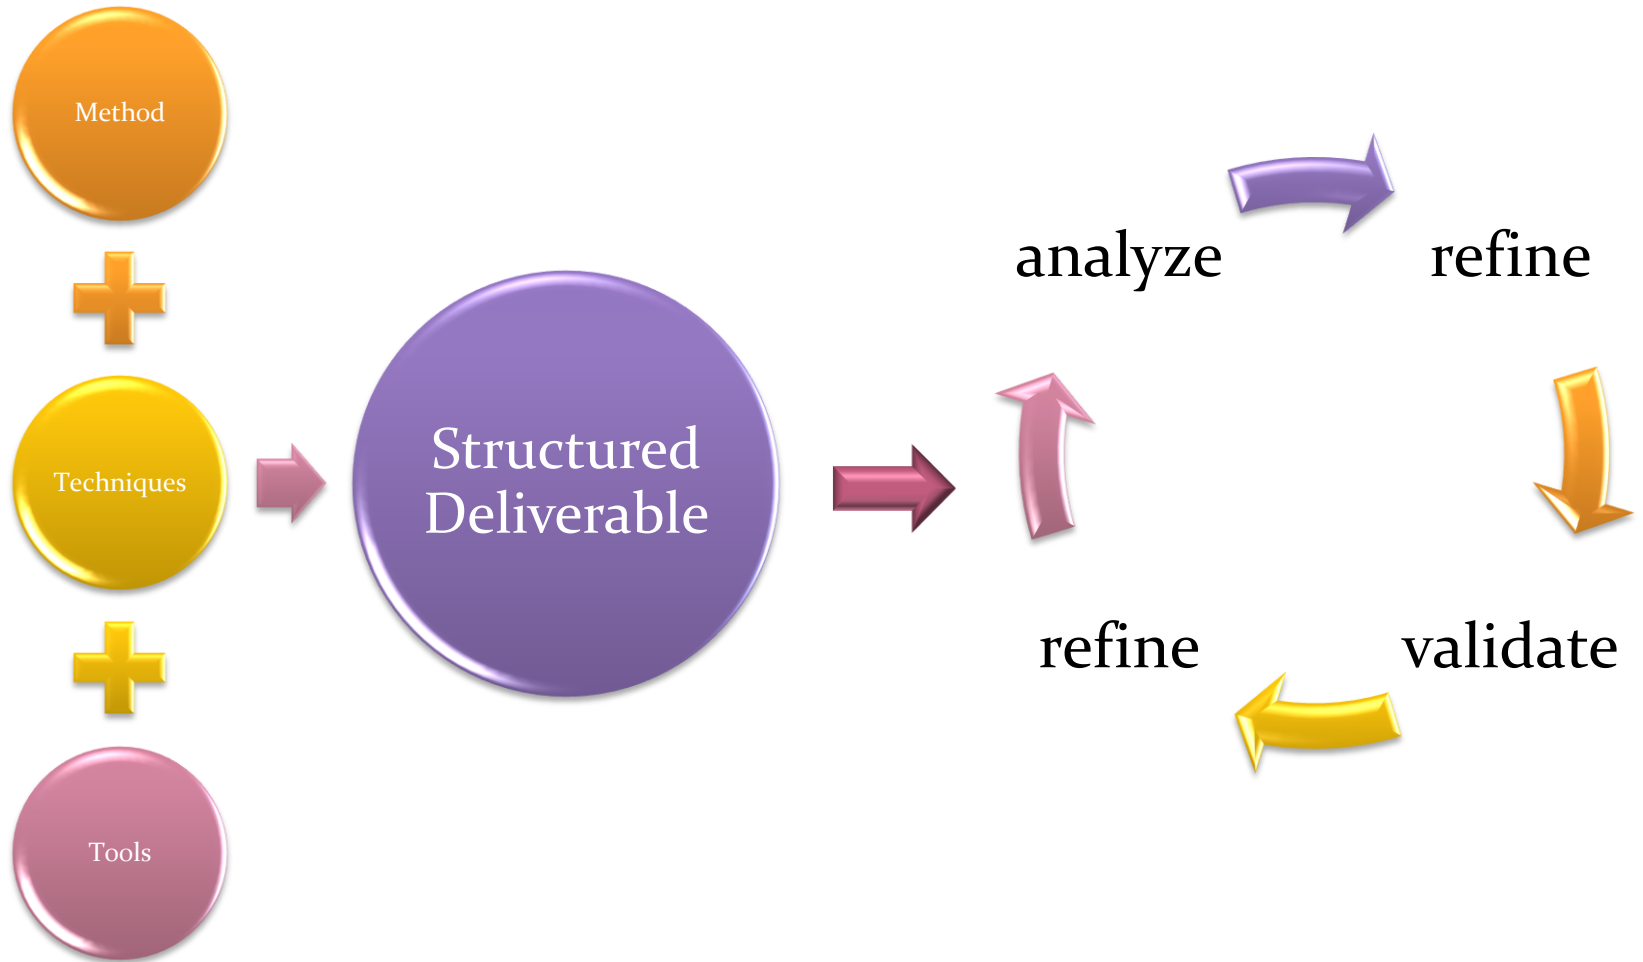 Method
Techniques
Tools
Structured
Deliverable
analyze
refine
validate
refine